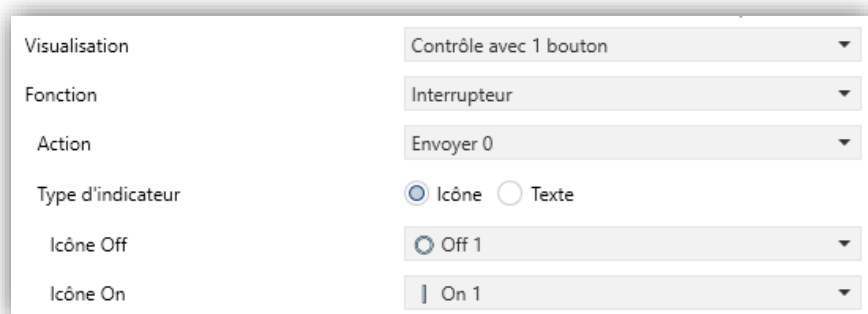 Visualisation Contrôle avec 1 bouton
Fonction Interrupteur
Action Envoyer 0
Type d'indicateur Icône Texte
Icône Off Off 1
Icône On On 1